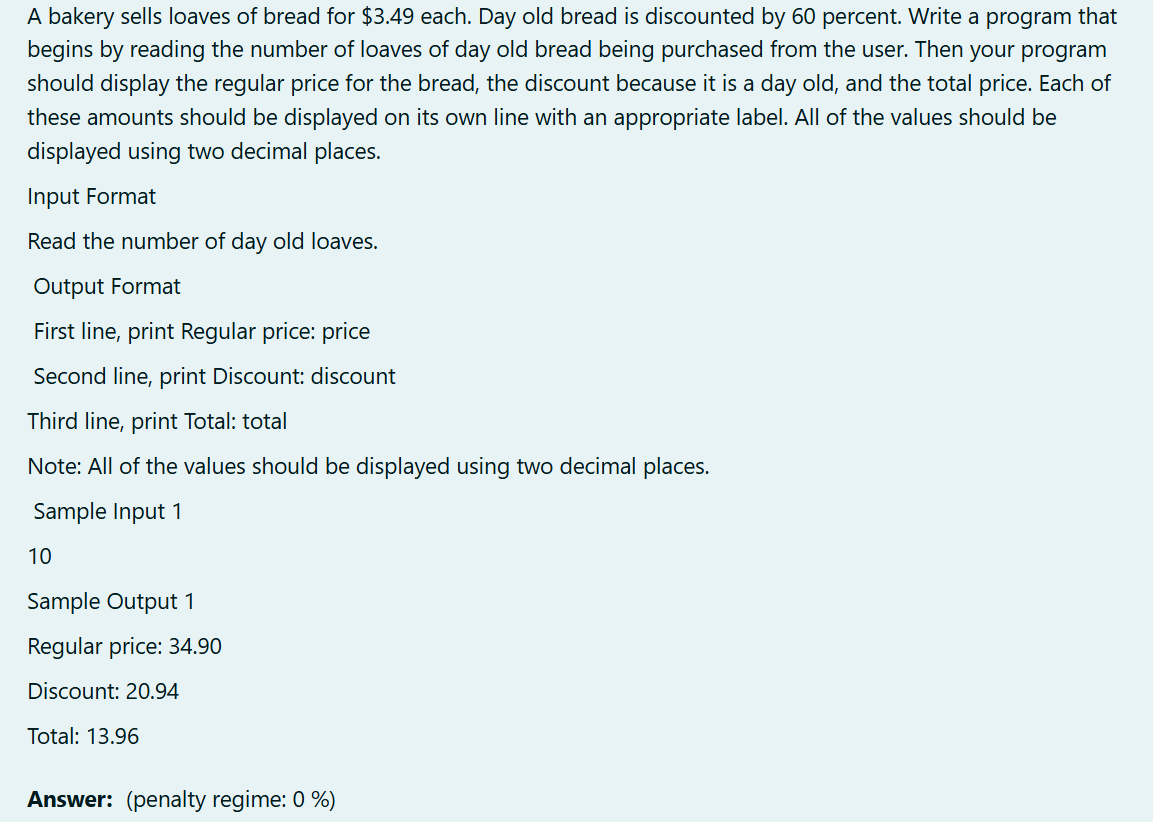 A bakery sells loaves of bread for $3.49 each. Day old bread is discounted by 60 percent. Write a program that
begins by reading the number of loaves of day old bread being purchased from the user. Then your program
should display the regular price for the bread, the discount because it is a day old, and the total price. Each of
these amounts should be displayed on its own line with an appropriate label. All of the values should be
displayed using two decimal places.
Input Format
Read the number of day old loaves.
Output Format
First line, print Regular price: price
Second line, print Discount: discount
Third line, print Total: total
Note: All of the values should be displayed using two decimal places.
Sample Input 1
10
Sample Output 1
Regular price: 34.90
Discount: 20.94
Total: 13.96
Answer: (penalty regime: 0 %)